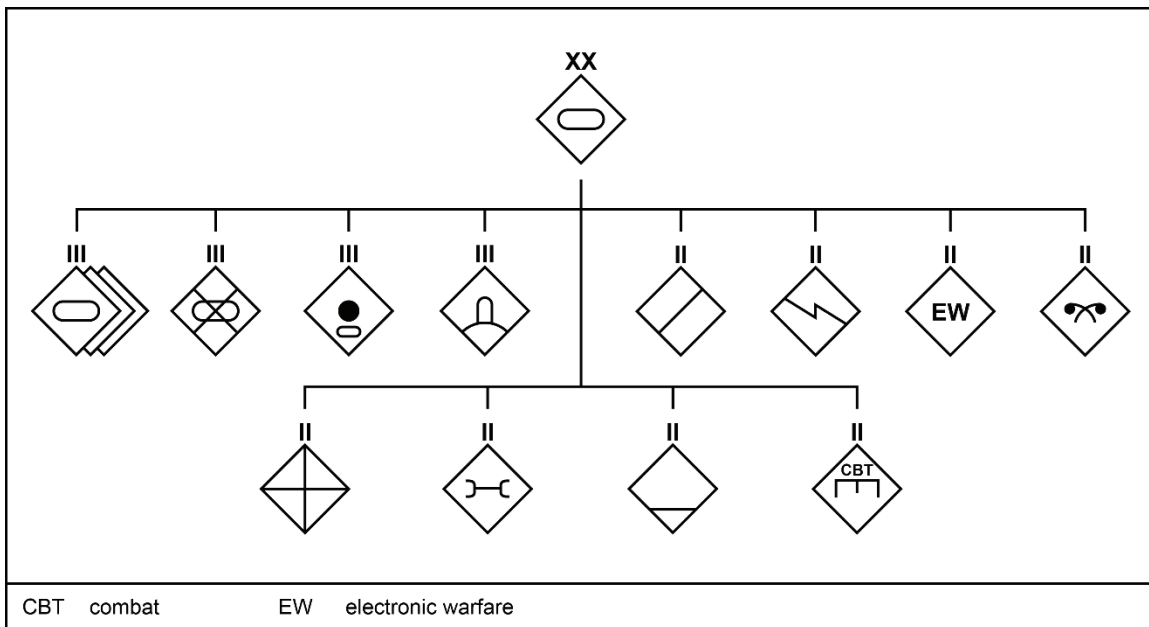 XX
III III III III II II II II
EW
II II II II
CBT
CBT combat EW electronic warfare